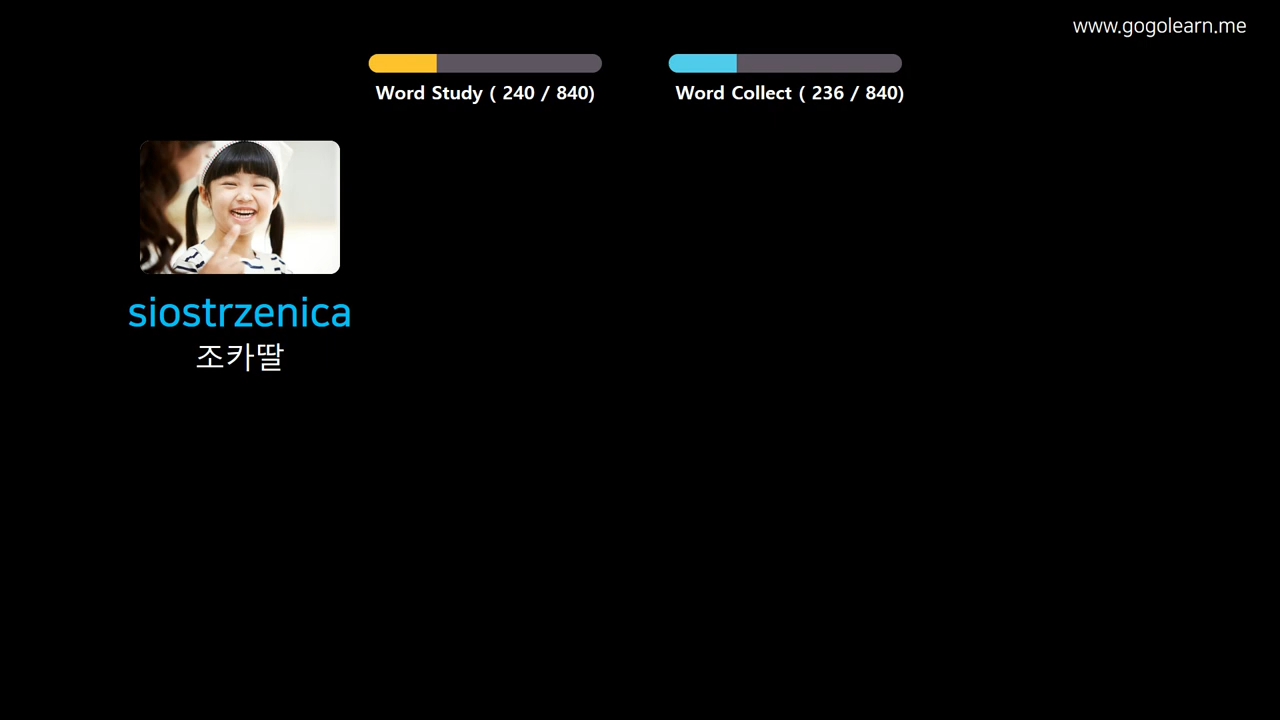 www.gogolearn.me
Word Study ( 240 / 840)
Word Collect ( 236 / 840)
siostrzenica
조카딸